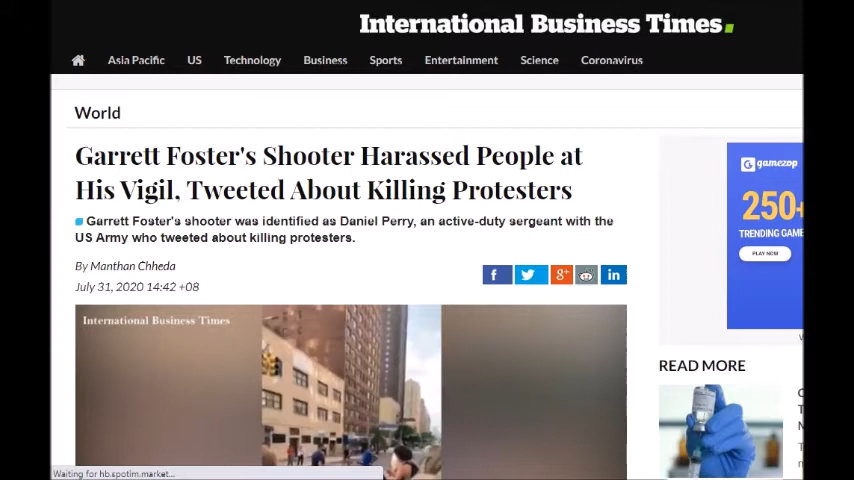 International Business Times
Asia Pacific US Technology Business Sports Entertainment Science Coronavirus
World
Garrett Foster's Shooter Harassed People at
His Vigil, Tweeted About Killing Protesters
Garrett Foster's shooter was identified as Daniel Perry, an active-duty sergeant with the
US Army who tweeted about killing protesters.
By Manthan Chheda
July 31, 2020 14:42 +08
f g+ in
International Business Times
gamezop
250+
TRENDING GAME
PLAY NOW
READ MORE
Waiting for hb.spotim.market...